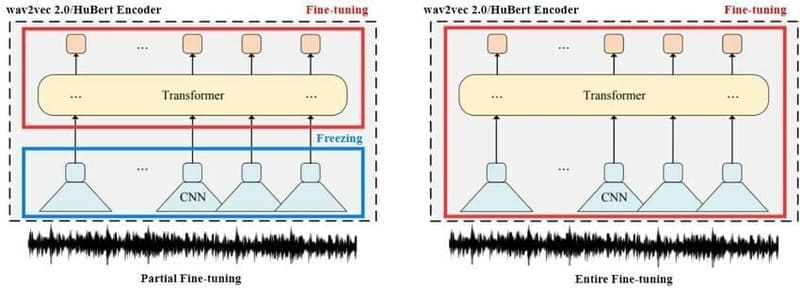 wav2vec 2.0/HuBert Encoder Fine-tuning
...
... Transformer ...
Freezing
...
CNN
Partial Fine-tuning
wav2vec 2.0/HuBert Encoder Fine-tuning
...
... Transformer ...
...
CNN
Entire Fine-tuning